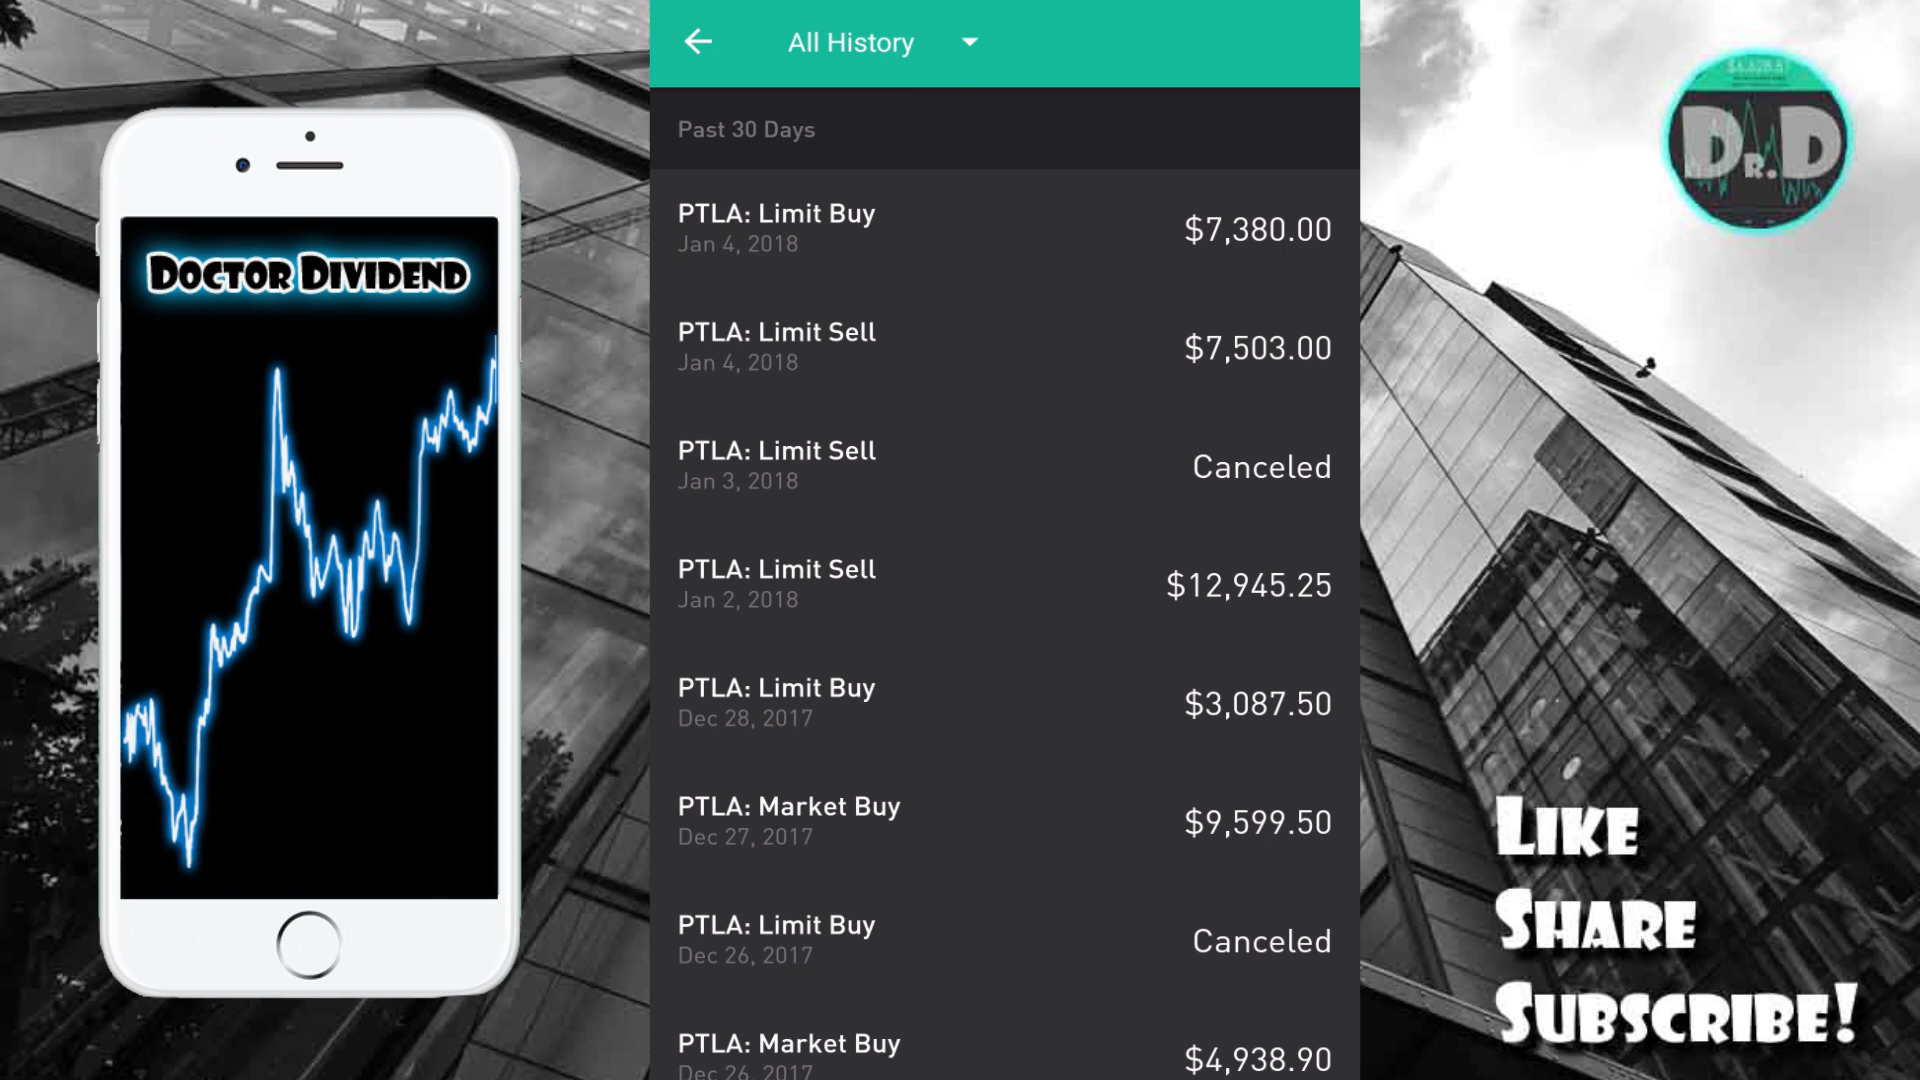 DOCTOR DIVIDEND
All History
Past 30 Days
PTLA: Limit Buy
$7,380.00
Jan 4, 2018
PTLA: Limit Sell
$7,503.00
Jan 4, 2018
PTLA: Limit Sell
Canceled
Jan 3, 2018
PTLA: Limit Sell
$12,945.25
Jan 2, 2018
PTLA: Limit Buy
$3,087.50
Dec 28, 2017
PTLA: Market Buy
$9,599.50
Dec 27, 2017
PTLA: Limit Buy
Canceled
Dec 26, 2017
PTLA: Market Buy
$4,938.90
Dec 26, 2017
DR.D
LIKE
SHARE
SUBSCRIBE!